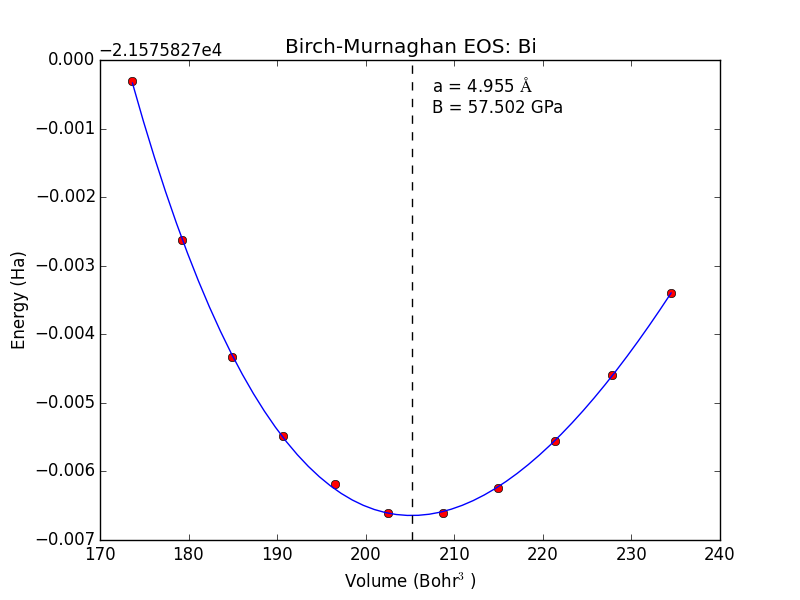 Birch-Murnaghan EOS: Bi
−2.1575827e4
a = 4.955 Å
B = 57.502 GPa
0.000
−0.001
−0.002
−0.003
−0.004
−0.005
−0.006
−0.007
Energy (Ha)
170 180 190 200 210 220 230 240
Volume (Bohr³ )